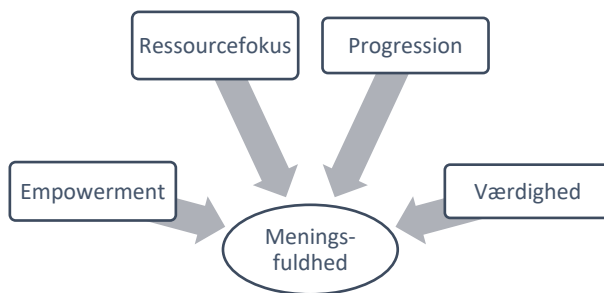 Ressourcefokus
Progression
Empowerment
Værdighed
Menings-
fuldhed